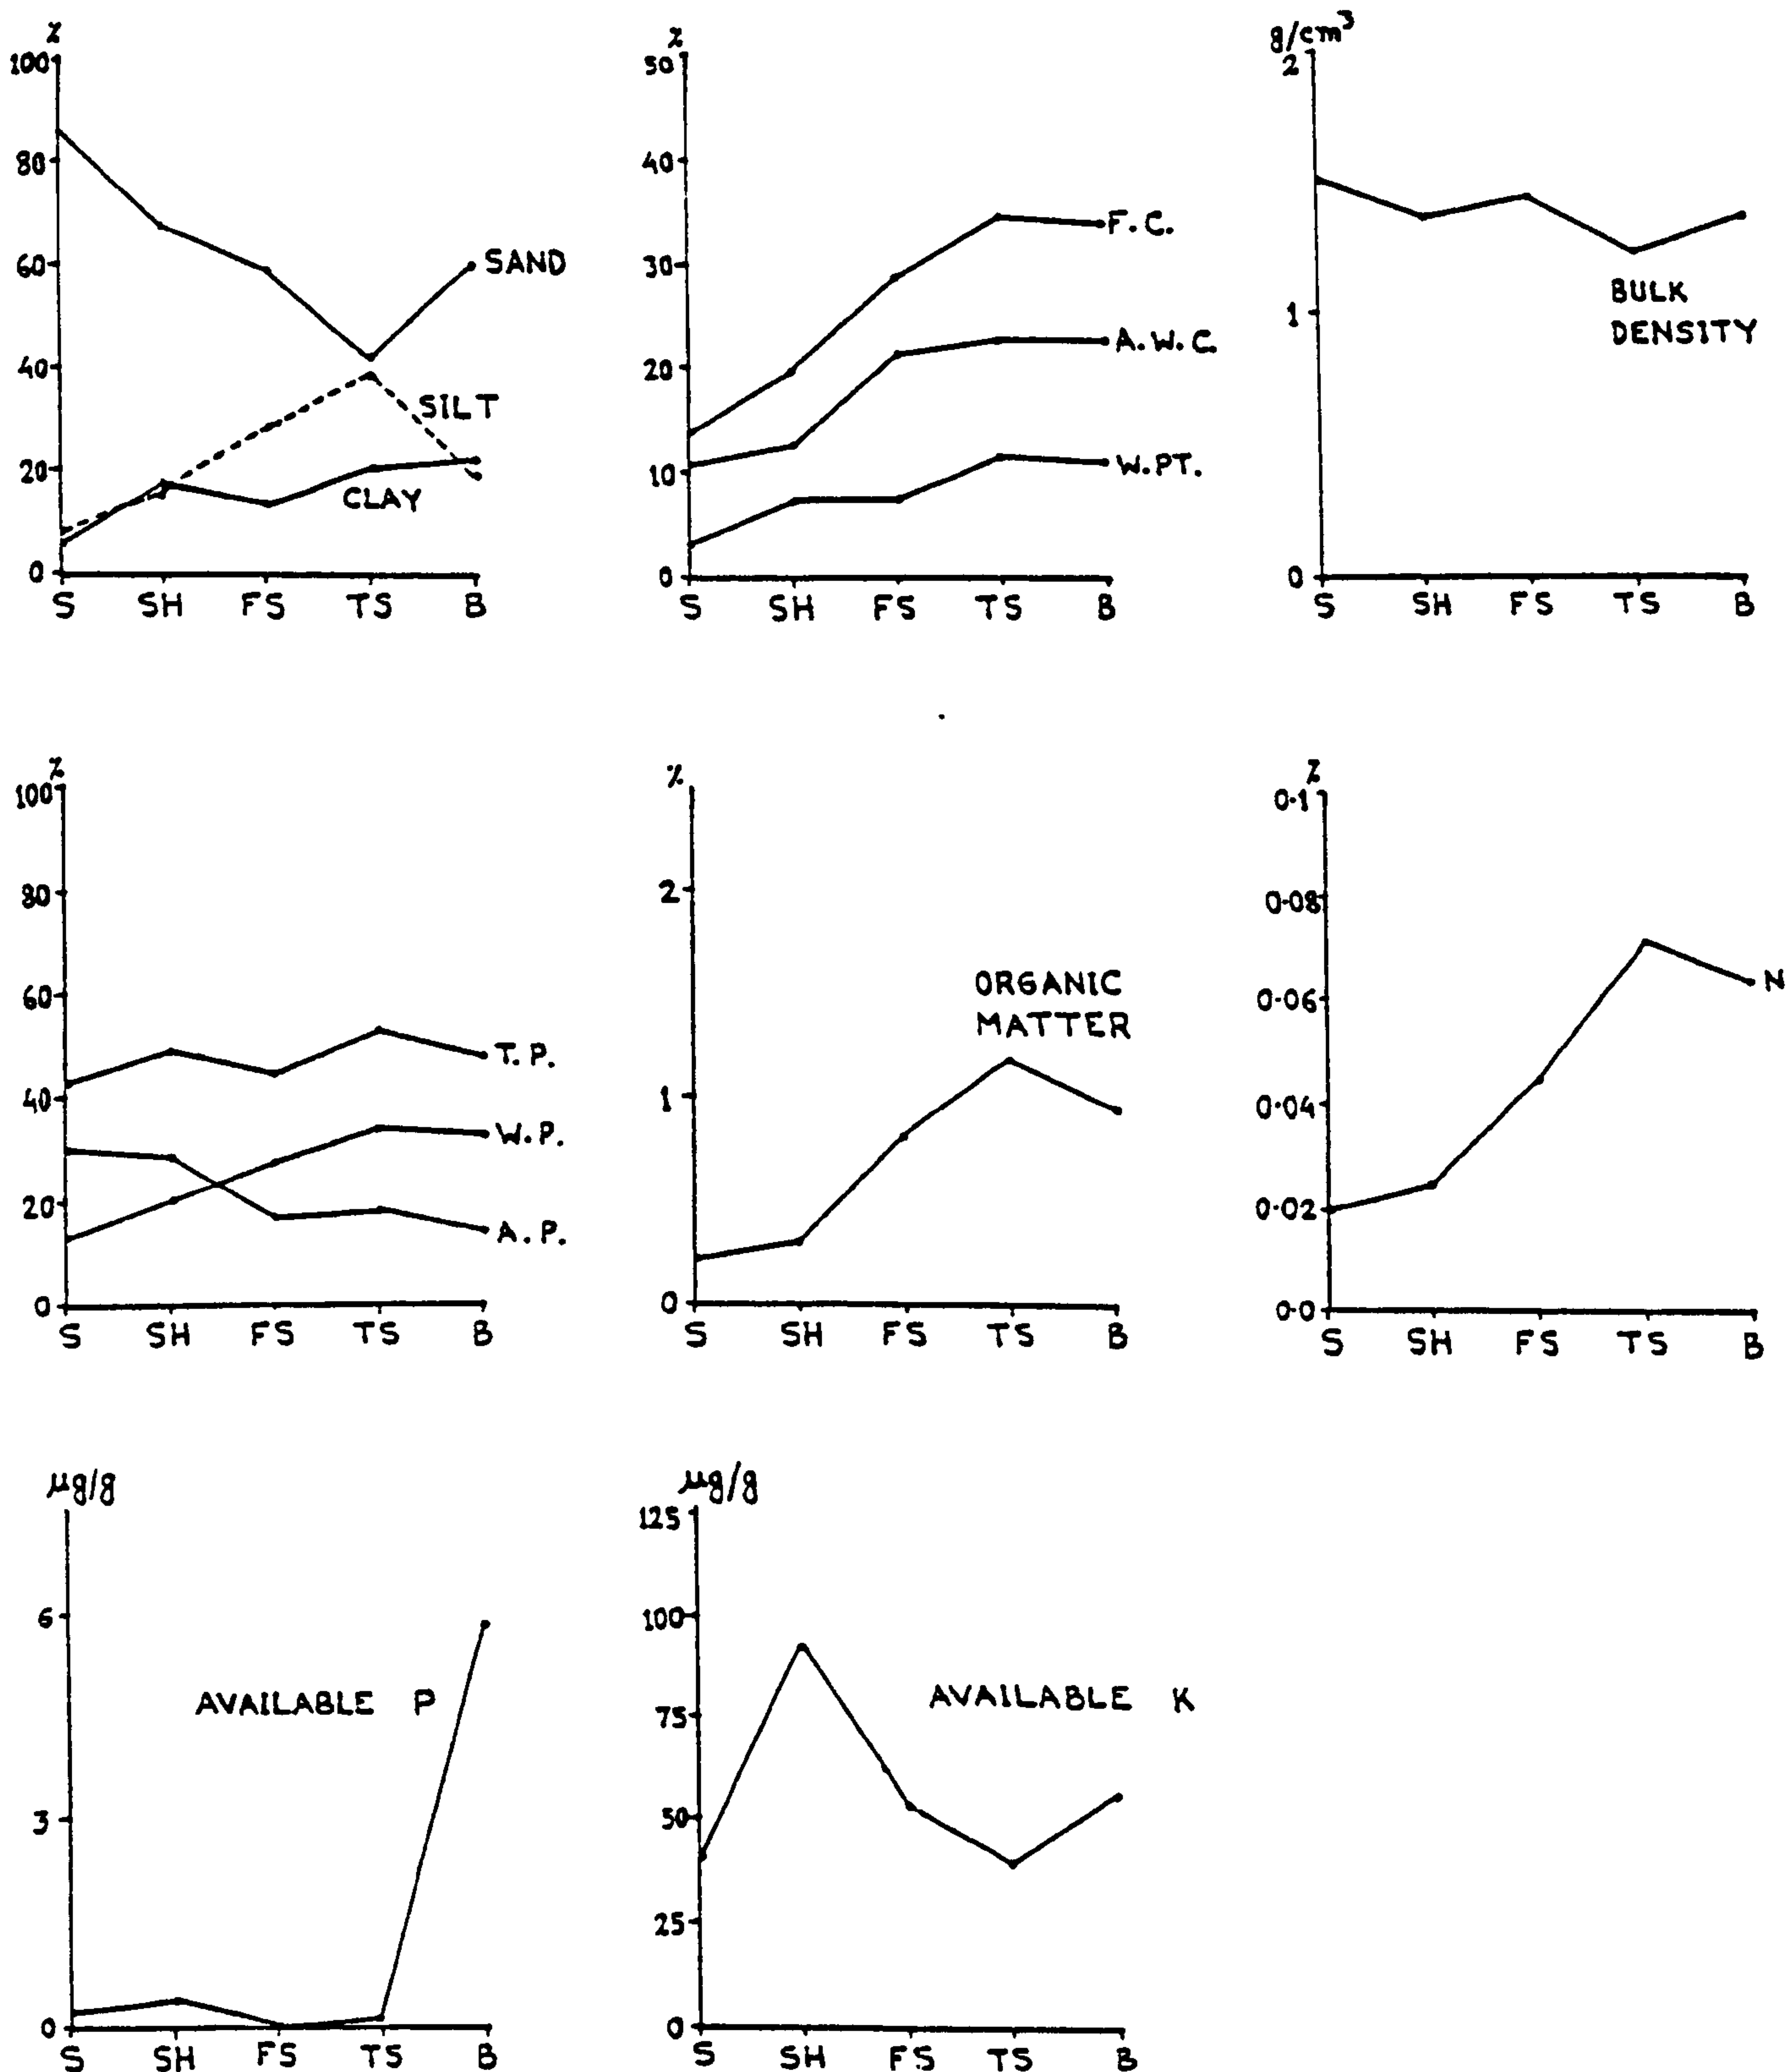 %
100
80
60
40
20
0
SAND
SILT
CLAY
S SH FS TS B
%
50
40
30
20
10
0
F.C.
A.W.C.
W.PT.
S SH FS TS B
g/cm³
2
1
0
BULK
DENSITY
S SH FS TS B
%
100
80
60
40
20
0
T.P.
W.P.
A.P.
S SH FS TS B
%
2
1
0
ORGANIC
MATTER
S SH FS TS B
%
0·1
0·08
0·06
0·04
0·02
0·0
N
S SH FS TS B
μg/g
6
3
0
AVAILABLE P
S SH FS TS B
μg/g
125
100
75
50
25
0
AVAILABLE K
S SH FS TS B